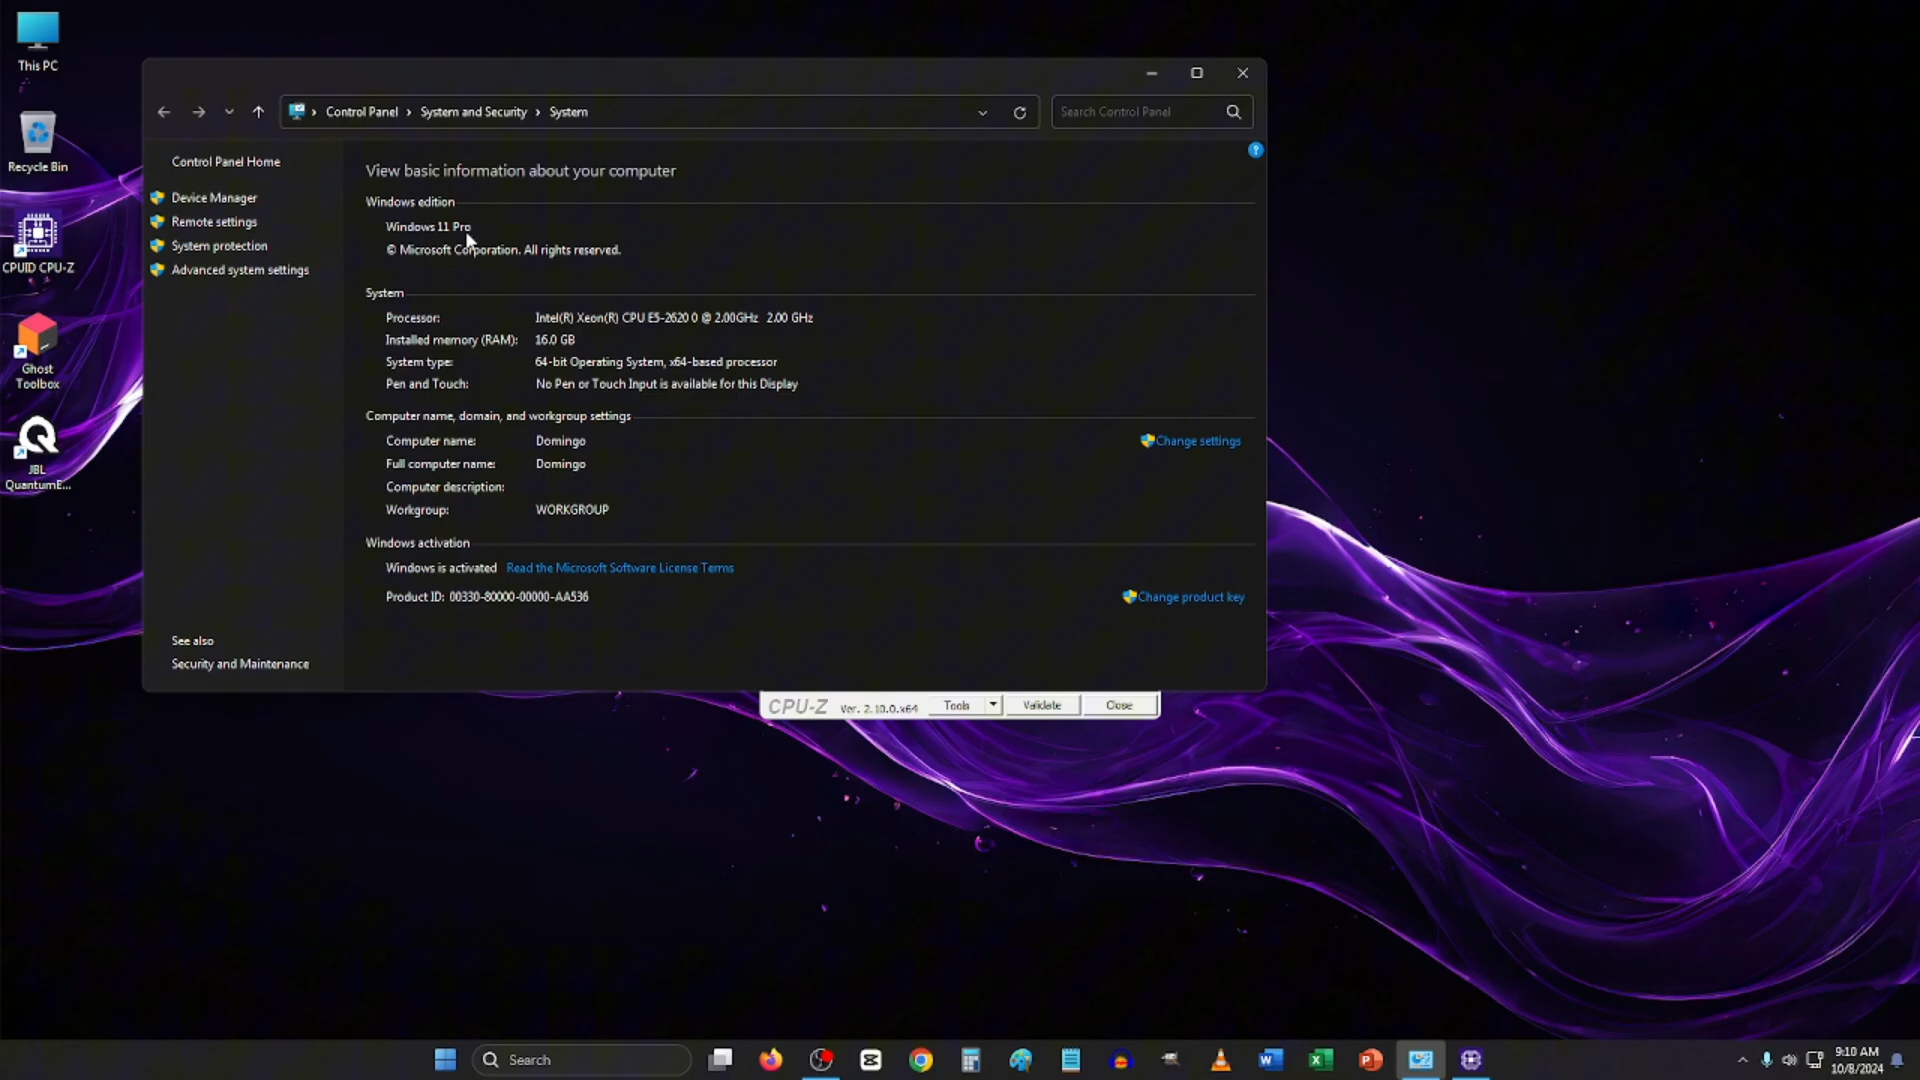 This PC
Recycle Bin
CPUID CPU-Z
Ghost
Toolbox
JBL
QuantumE...
Control Panel › System and Security › System
Search Control Panel
Control Panel Home
Device Manager
Remote settings
System protection
Advanced system settings
See also
Security and Maintenance
View basic information about your computer
Windows edition
Windows 11 Pro
© Microsoft Corporation. All rights reserved.
System
Processor: Intel(R) Xeon(R) CPU E5-2620 0 @ 2.00GHz 2.00 GHz
Installed memory (RAM): 16.0 GB
System type: 64-bit Operating System, x64-based processor
Pen and Touch: No Pen or Touch Input is available for this Display
Computer name, domain, and workgroup settings
Computer name: Domingo
Change settings
Full computer name: Domingo
Computer description:
Workgroup: WORKGROUP
Windows activation
Windows is activated Read the Microsoft Software License Terms
Product ID: 00330-80000-00000-AA536
Change product key
CPU-Z Ver. 2.10.0.x64 Tools Validate Close
Search
9:10 AM
10/8/2024